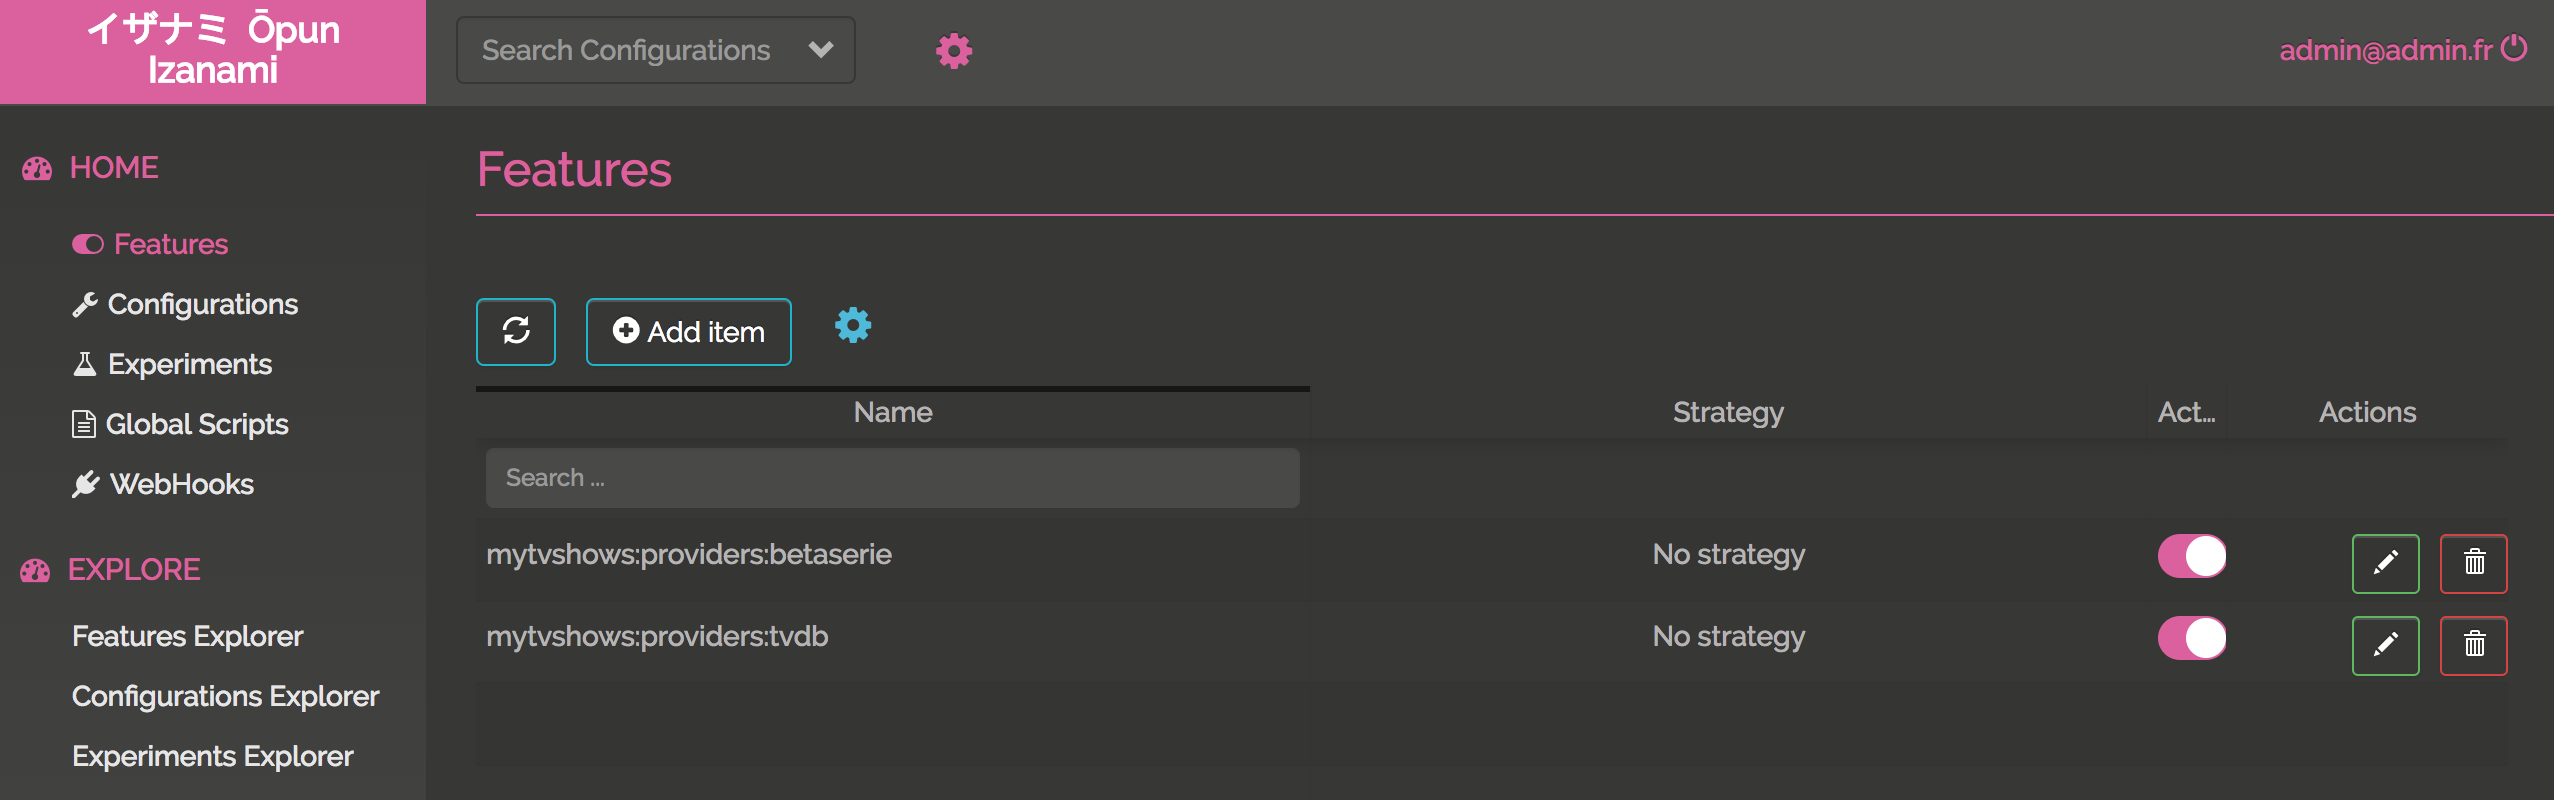 イザナミ Ōpun
Izanami
Search Configurations
admin@admin.fr
HOME
Features
Configurations
Experiments
Global Scripts
WebHooks
EXPLORE
Features Explorer
Configurations Explorer
Experiments Explorer
Features
Add item
Name Strategy Act... Actions
Search ...
mytvshows:providers:betaserie No strategy
mytvshows:providers:tvdb No strategy